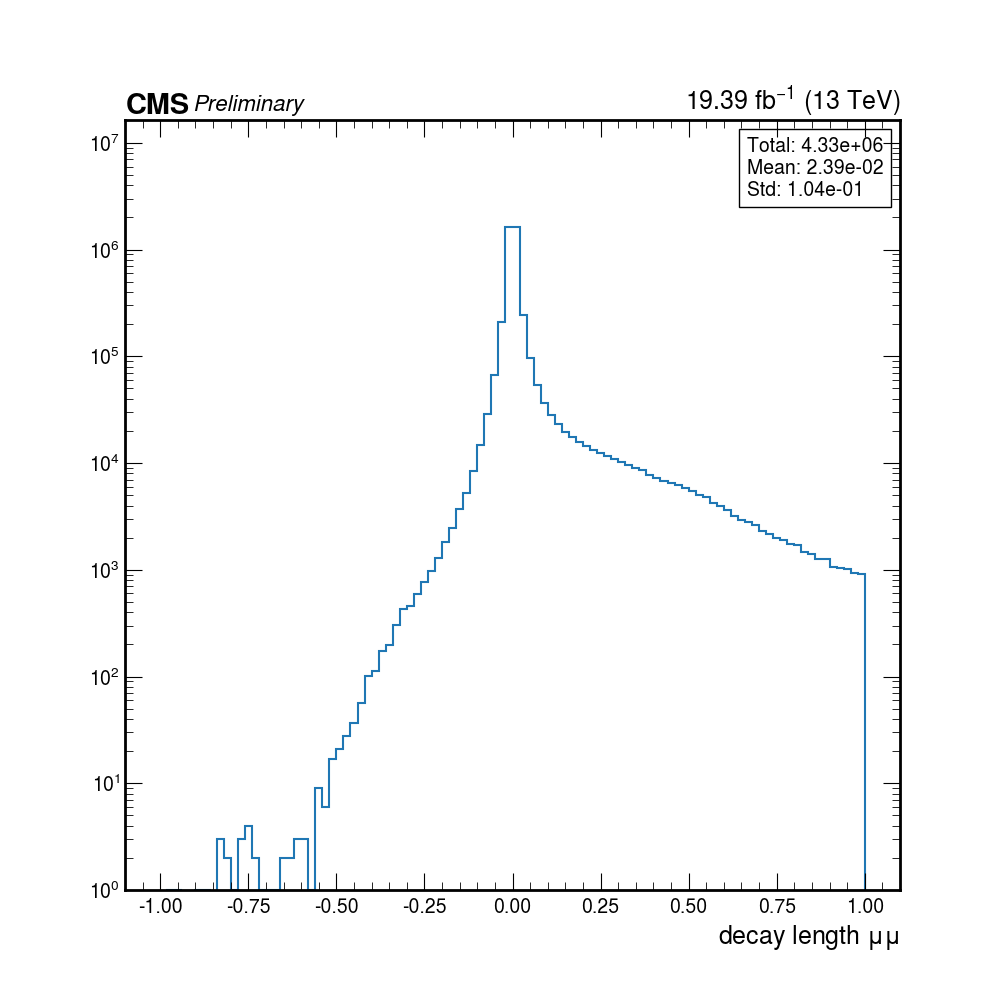 CMS Preliminary
19.39 fb⁻¹ (13 TeV)
Total: 4.33e+06
Mean: 2.39e-02
Std: 1.04e-01
10⁷
10⁶
10⁵
10⁴
10³
10²
10¹
10⁰
-1.00 -0.75 -0.50 -0.25 0.00 0.25 0.50 0.75 1.00
decay length μμ